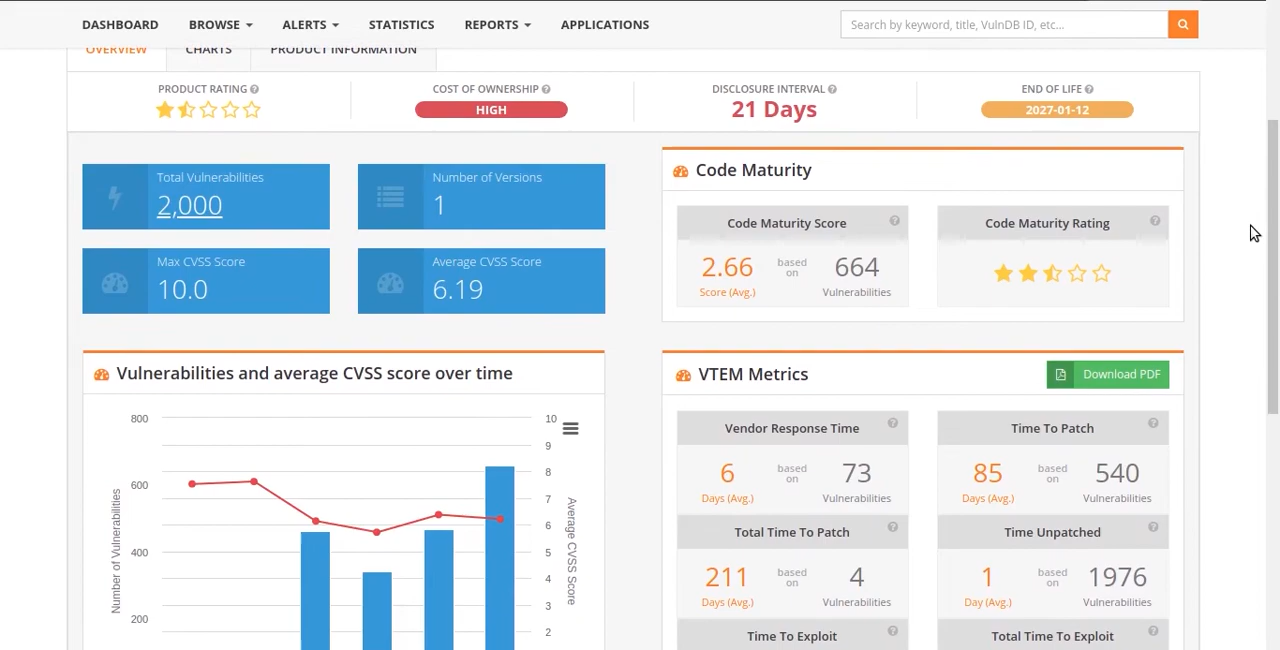 DASHBOARD BROWSE ALERTS STATISTICS REPORTS APPLICATIONS
Search by keyword, title, VulnDB ID, etc...
OVERVIEW CHARTS PRODUCT INFORMATION
PRODUCT RATING COST OF OWNERSHIP DISCLOSURE INTERVAL END OF LIFE
HIGH 21 Days 2027-01-12
Total Vulnerabilities
2,000
Number of Versions
1
Max CVSS Score
10.0
Average CVSS Score
6.19
Code Maturity
Code Maturity Score
2.66 based on 664
Score (Avg.) Vulnerabilities
Code Maturity Rating
Vulnerabilities and average CVSS score over time
800
600
400
200
Number of Vulnerabilities
10
9
8
7
6
5
4
3
2
Average CVSS Score
VTEM Metrics
Download PDF
Vendor Response Time
6 based on 73
Days (Avg.) Vulnerabilities
Time To Patch
85 based on 540
Days (Avg.) Vulnerabilities
Total Time To Patch
211 based on 4
Days (Avg.) Vulnerabilities
Time Unpatched
1 based on 1976
Day (Avg.) Vulnerabilities
Time To Exploit
Total Time To Exploit